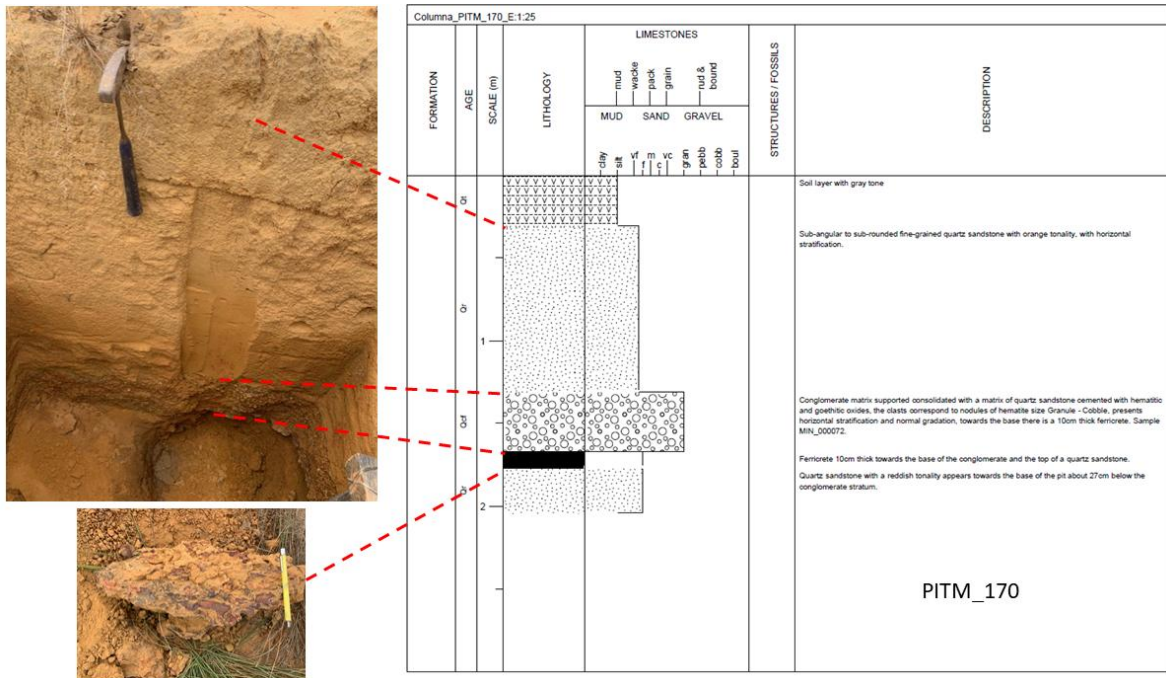 Columna_PITM_170_E:1:25
FORMATION
AGE
SCALE (m)
LITHOLOGY
LIMESTONES
mud
wacke
pack
grain
rud &
bound
MUD SAND GRAVEL
clay
silt
vf
f
m
c
vc
gran
pebb
cobb
boul
STRUCTURES / FOSSILS
DESCRIPTION
Qt
Soil layer with gray tone
Sub-angular to sub-rounded fine-grained quartz sandstone with orange tonality, with horizontal
stratification.
Qr
1
Qdf
Conglomerate matrix supported consolidated with a matrix of quartz sandstone cemented with hematitic
and goethitic oxides, the clasts correspond to nodules of hematite size Granule - Cobble, presents
horizontal stratification and normal gradation, towards the base there is a 10cm thick ferricrete. Sample
MIN_000072.
Ferricrete 10cm thick towards the base of the conglomerate and the top of a quartz sandstone.
Qr
Quartz sandstone with a reddish tonality appears towards the base of the pit about 27cm below the
conglomerate stratum.
2
PITM_170